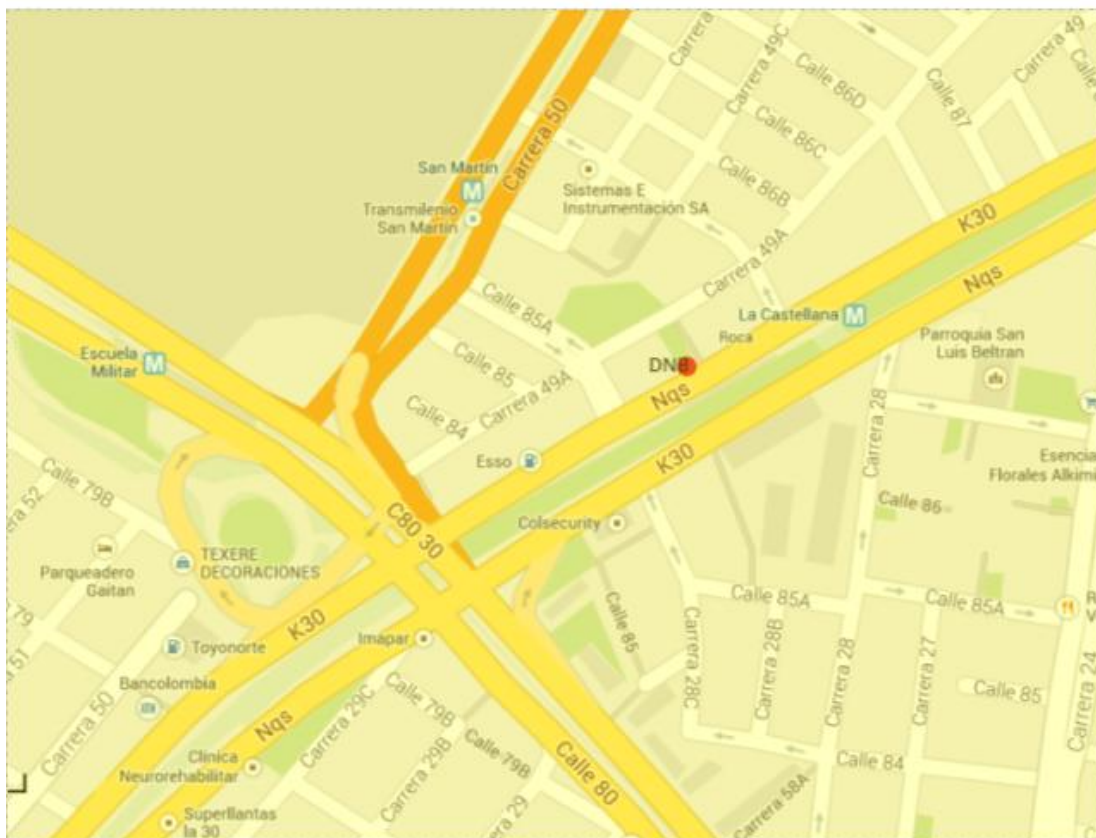 Carrera 49C
Carrera 49
Calle 86D
Calle 87
Carrera 50
Calle 86C
San Martín
Sistemas E
Instrumentación SA
Calle 86B
Transmilenio
San Martín
K30
Carrera 49A
Nqs
Calle 85A
La Castellana
Roca
Parroquia San
Luis Beltran
Escuela
Militar
DNB
Calle 85
Carrera 49A
Nqs
Calle 84
Carrera 28
K30
Esso
Esencia
Florales Alkimi
Calle 79B
Carrera 52
Calle 86
C80 30
Colsecurity
TEXERE
DECORACIONES
Parqueadero
Gaitan
Calle 85A
Calle 85A
Calle 85
K30
Imapar
Toyonorte
Carrera 28C
Carrera 28B
Carrera 28
Carrera 27
Carrera 24
Bancolombia
Calle 85
Carrera 50
Nqs
Carrera 29C
Calle 79B
Carrera 29B
Calle 79B
Calle 80
Calle 84
Clinica
Neurorehabilitar
Carrera 58A
Carrera 29
Superllantas
la 30